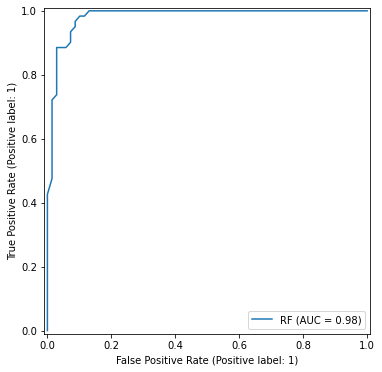 1.0
0.8
0.6
0.4
0.2
0.0
True Positive Rate (Positive label: 1)
RF (AUC = 0.98)
0.0 0.2 0.4 0.6 0.8 1.0
False Positive Rate (Positive label: 1)